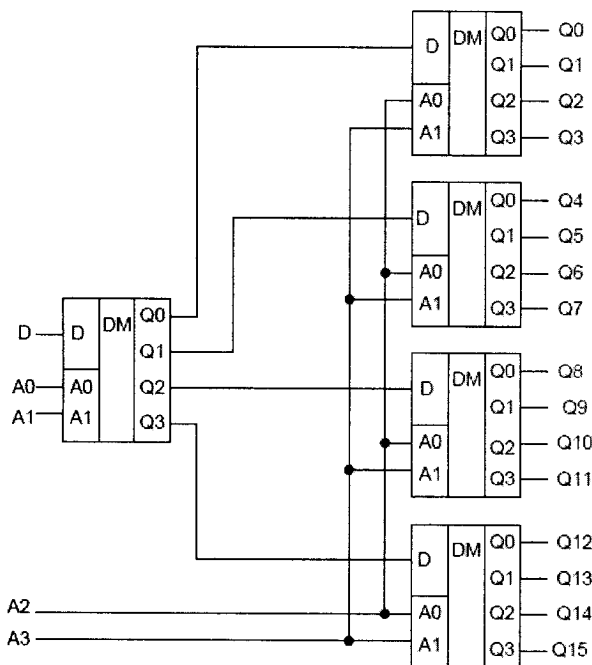 D DM Q0 Q0
Q1 Q1
A0 Q2 Q2
A1 Q3 Q3
D DM Q0 Q4
Q1 Q5
A0 Q2 Q6
A1 Q3 Q7
D D DM Q0
Q1
A0 A0 Q2
A1 A1 Q3
D DM Q0 Q8
Q1 Q9
A0 Q2 Q10
A1 Q3 Q11
D DM Q0 Q12
Q1 Q13
A2 A0 Q2 Q14
A3 A1 Q3 Q15